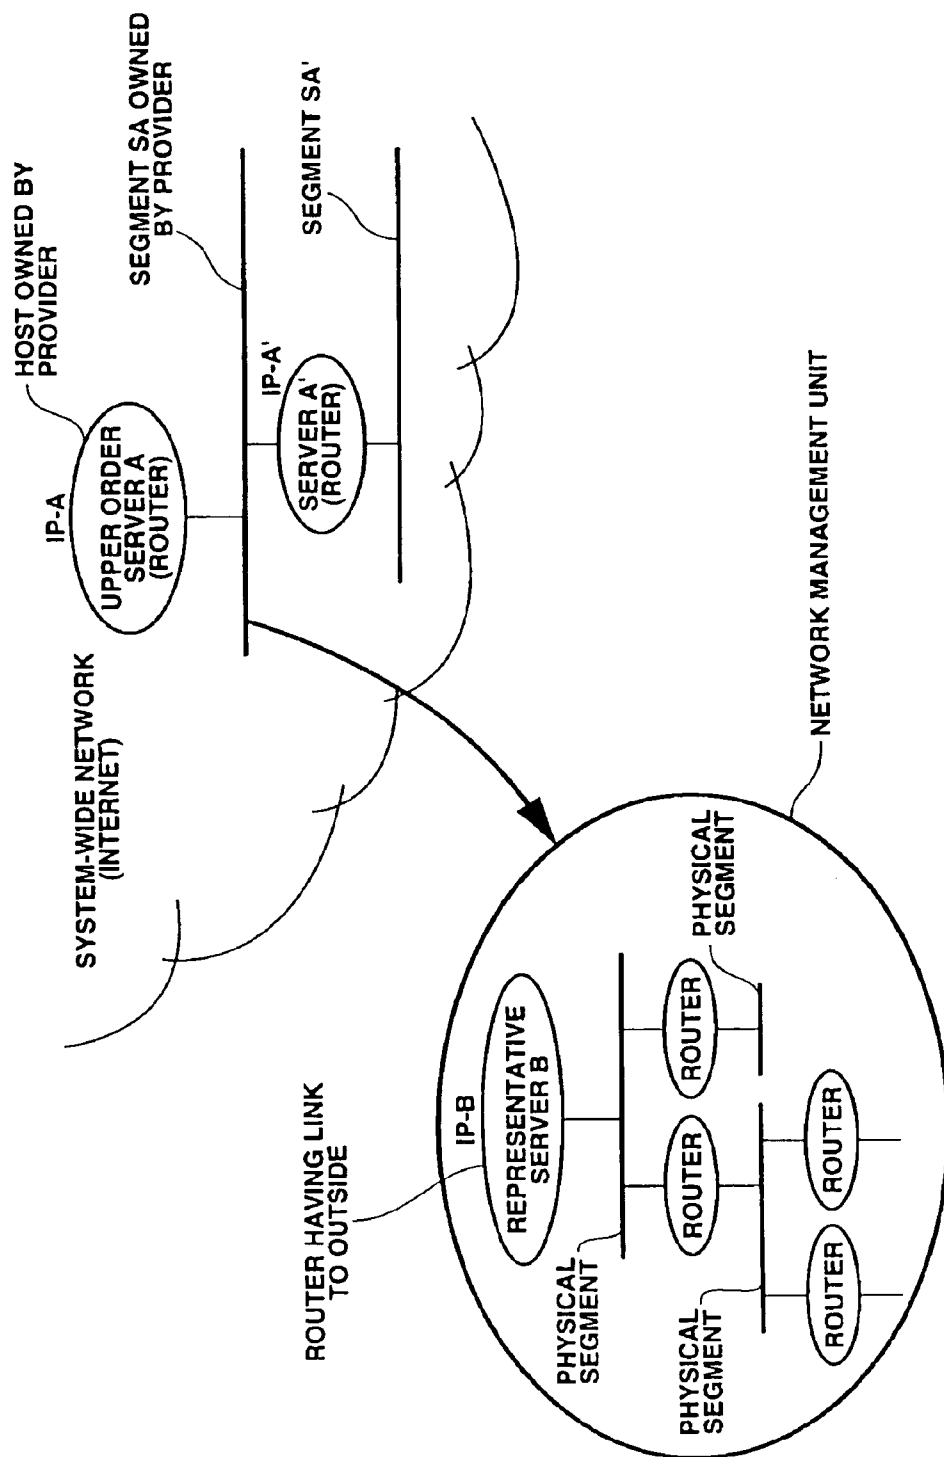 SYSTEM-WIDE NETWORK
(INTERNET)
IP-A
UPPER ORDER
SERVER A
(ROUTER)
HOST OWNED BY
PROVIDER
SEGMENT SA OWNED
BY PROVIDER
IP-A'
SERVER A'
(ROUTER)
SEGMENT SA'
ROUTER HAVING LINK
TO OUTSIDE
IP-B
REPRESENTATIVE
SERVER B
PHYSICAL
SEGMENT
ROUTER
ROUTER
PHYSICAL
SEGMENT
PHYSICAL
SEGMENT
ROUTER
ROUTER
NETWORK MANAGEMENT UNIT